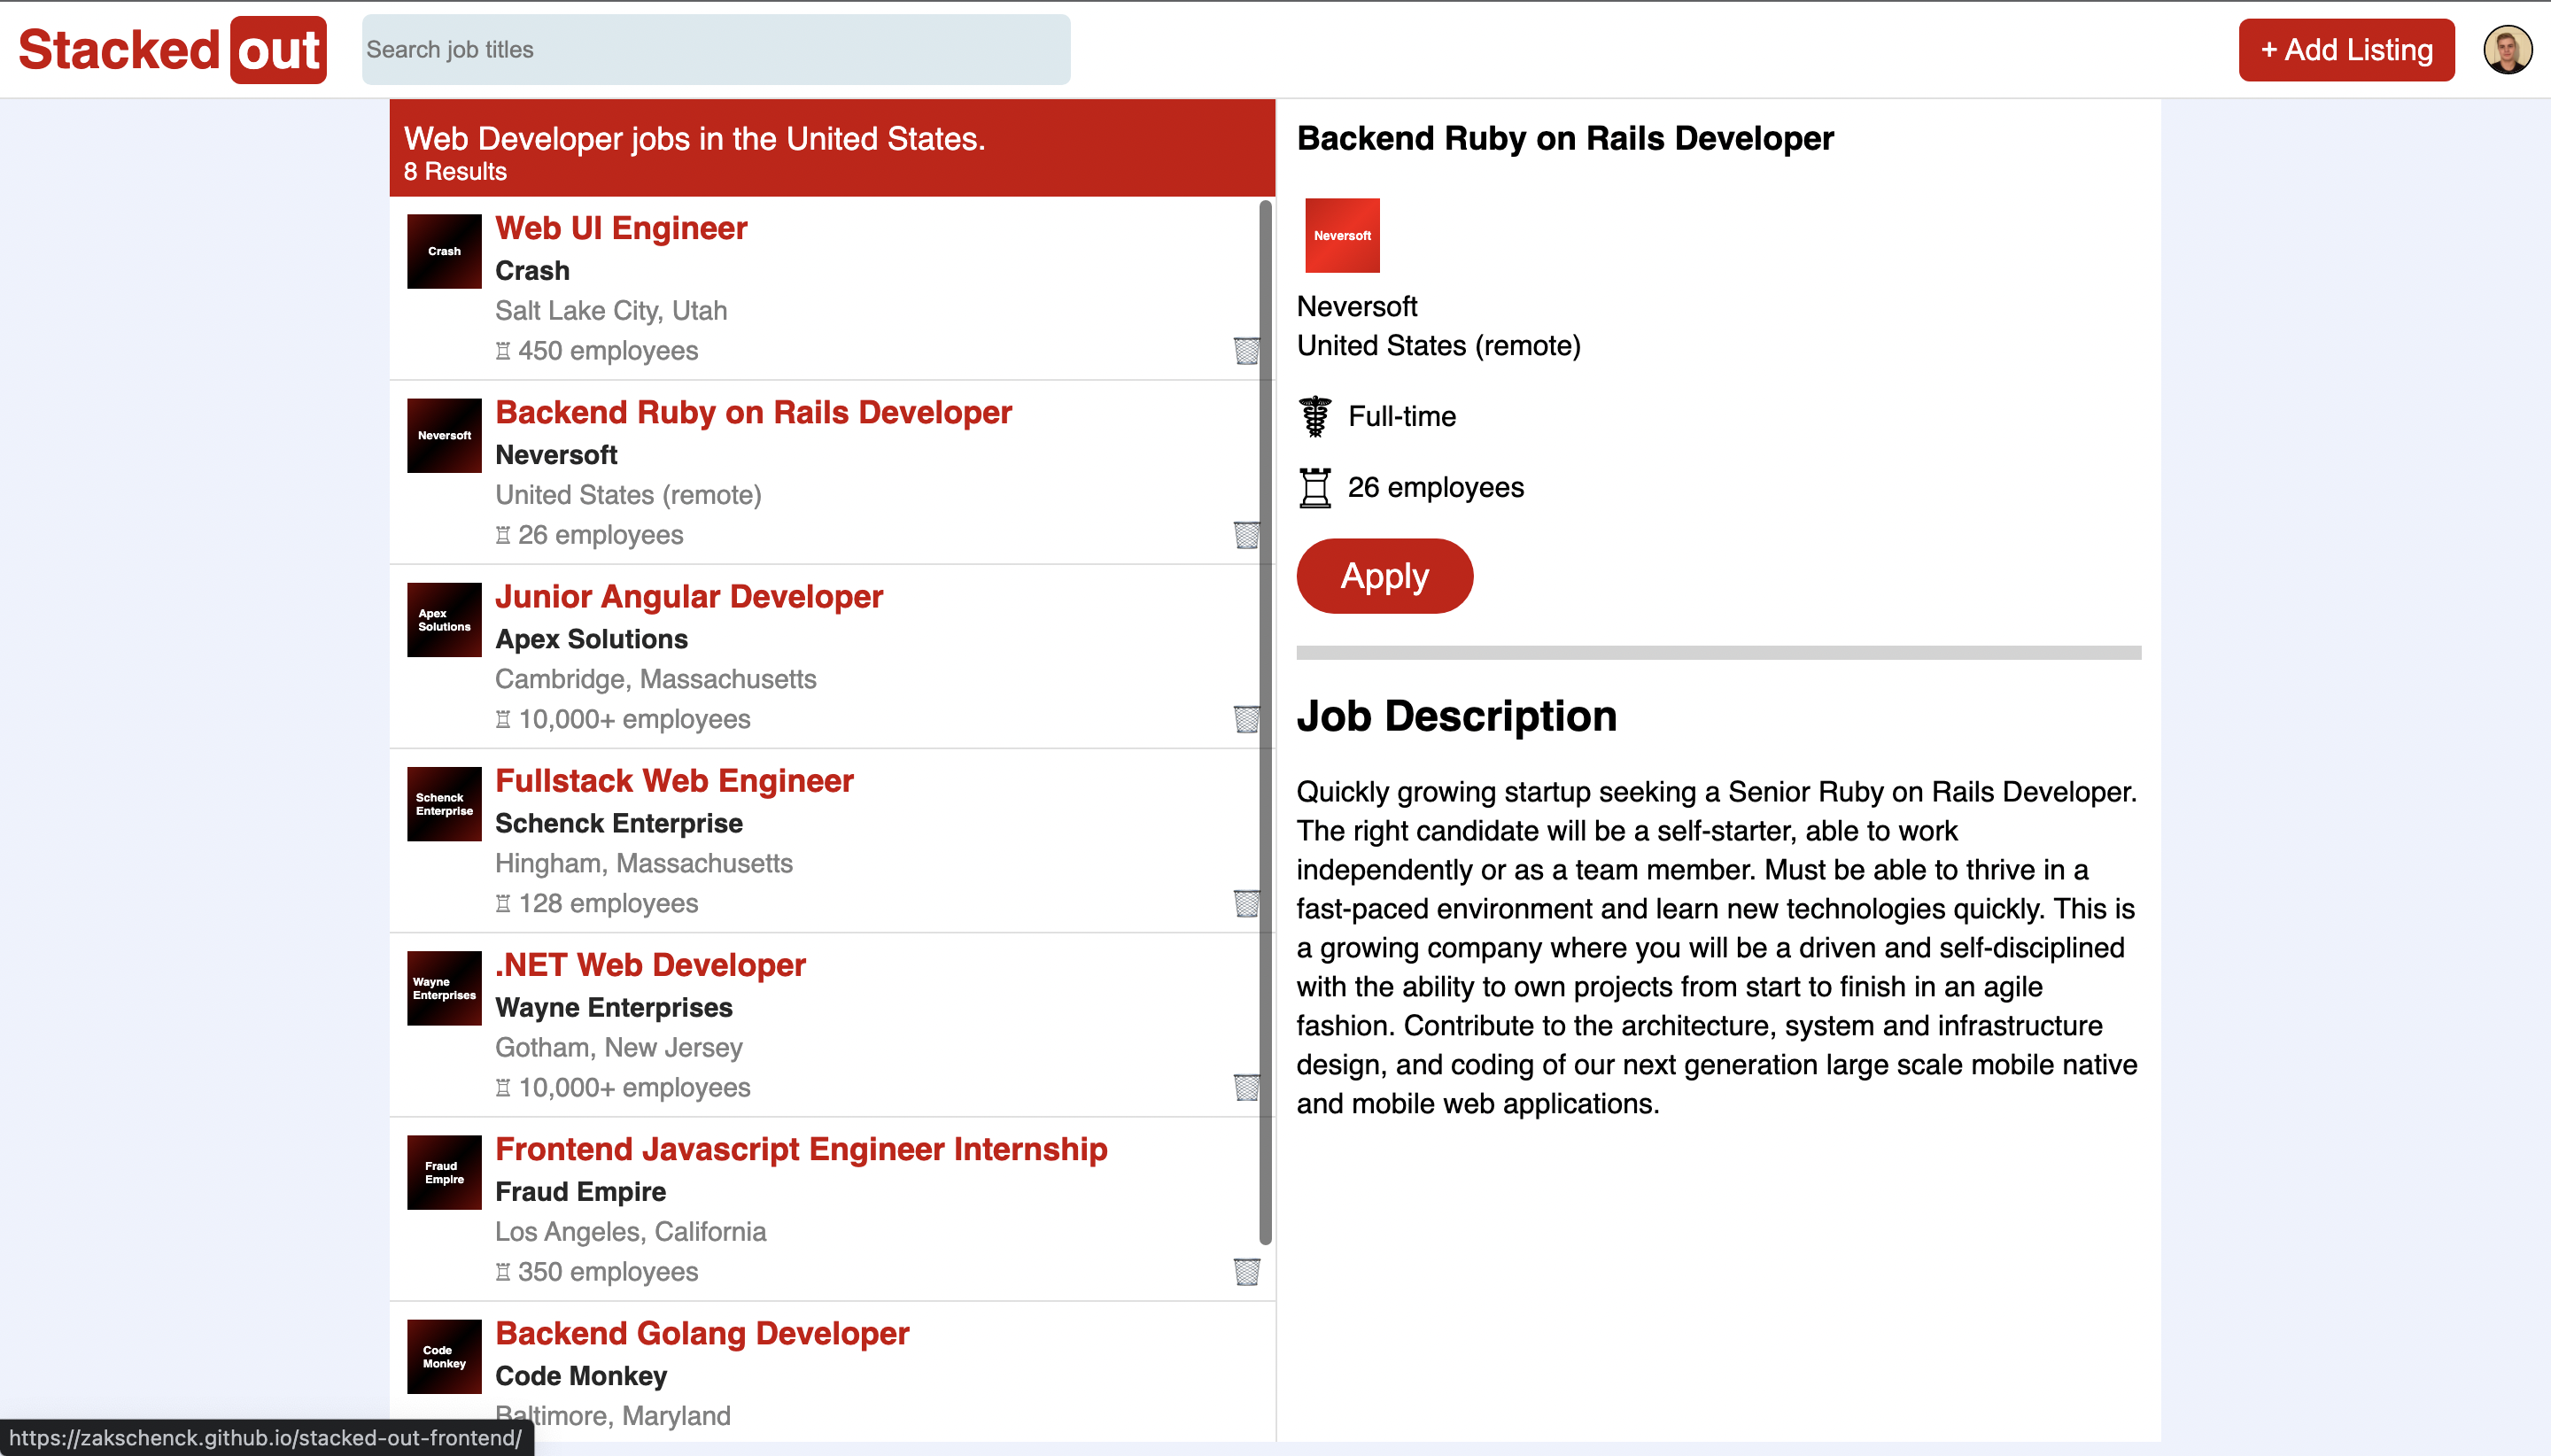 Stacked out
Search job titles
+ Add Listing
Web Developer jobs in the United States.
8 Results
Crash
Web UI Engineer
Crash
Salt Lake City, Utah
♖ 450 employees
Neversoft
Backend Ruby on Rails Developer
Neversoft
United States (remote)
♖ 26 employees
Apex
Solutions
Junior Angular Developer
Apex Solutions
Cambridge, Massachusetts
♖ 10,000+ employees
Schenck
Enterprise
Fullstack Web Engineer
Schenck Enterprise
Hingham, Massachusetts
♖ 128 employees
Wayne
Enterprises
.NET Web Developer
Wayne Enterprises
Gotham, New Jersey
♖ 10,000+ employees
Fraud
Empire
Frontend Javascript Engineer Internship
Fraud Empire
Los Angeles, California
♖ 350 employees
Code
Monkey
Backend Golang Developer
Code Monkey
Baltimore, Maryland
Backend Ruby on Rails Developer
Neversoft
Neversoft
United States (remote)
Full-time
♖ 26 employees
Apply
Job Description
Quickly growing startup seeking a Senior Ruby on Rails Developer.
The right candidate will be a self-starter, able to work
independently or as a team member. Must be able to thrive in a
fast-paced environment and learn new technologies quickly. This is
a growing company where you will be a driven and self-disciplined
with the ability to own projects from start to finish in an agile
fashion. Contribute to the architecture, system and infrastructure
design, and coding of our next generation large scale mobile native
and mobile web applications.
https://zakschenck.github.io/stacked-out-frontend/